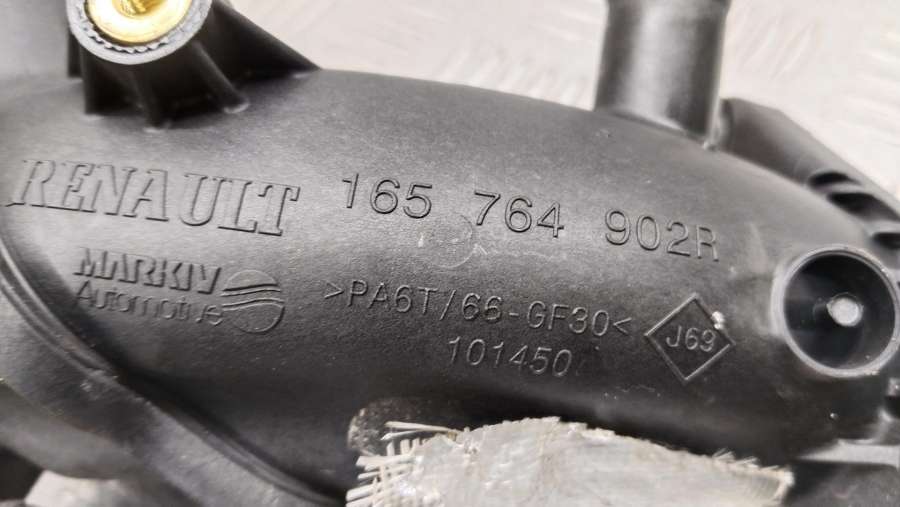 RENAULT 165 764 902R
MARKIV
Automotive
>PA6T/66-GF30<
101450
J69